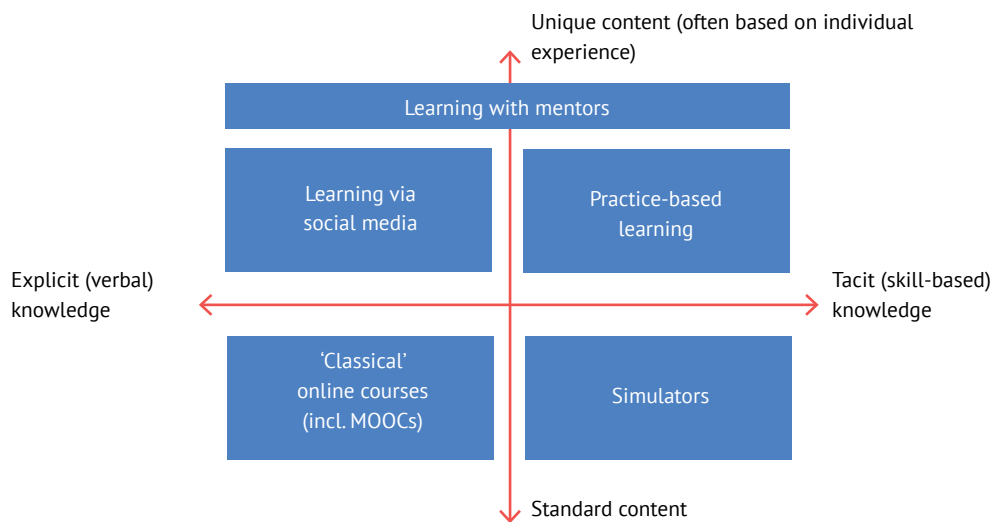 Unique content (often based on individual
experience)
Learning with mentors
Learning via
social media
Practice-based
learning
Explicit (verbal)
knowledge
Tacit (skill-based)
knowledge
‘Classical’
online courses
(incl. MOOCs)
Simulators
Standard content